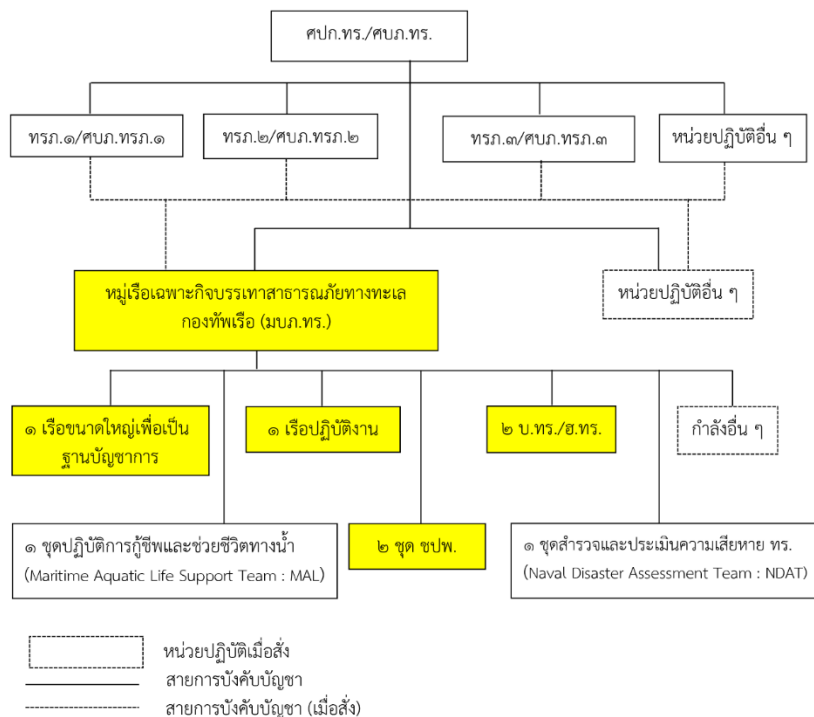 ศปก.ทร./ศบภ.ทร.
ทรภ.๑/ศบภ.ทรภ.๑
ทรภ.๒/ศบภ.ทรภ.๒
ทรภ.๓/ศบภ.ทรภ.๓
หน่วยปฏิบัติอื่น ๆ
หมู่เรือเฉพาะกิจบรรเทาสาธารณภัยทางทะเล
กองทัพเรือ (มบภ.ทร.)
หน่วยปฏิบัติอื่น ๆ
๑ เรือขนาดใหญ่เพื่อเป็น
ฐานบัญชาการ
๑ เรือปฏิบัติงาน
๒ บ.ทร./ฮ.ทร.
กำลังอื่น ๆ
๑ ชุดปฏิบัติการกู้ชีพและช่วยชีวิตทางน้ำ
(Maritime Aquatic Life Support Team : MAL)
๒ ชุด ชปพ.
๑ ชุดสำรวจและประเมินความเสียหาย ทร.
(Naval Disaster Assessment Team : NDAT)
หน่วยปฏิบัติเมื่อสั่ง
สายการบังคับบัญชา
สายการบังคับบัญชา (เมื่อสั่ง)